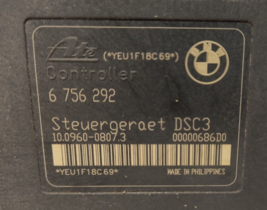 Ate (*YEU1F18C69*)
Controller
6 756 292
Steuergeraet DSC3
10.0960-0807.3 00000686D0
*YEU1F18C69* MADE IN PHILIPPINES